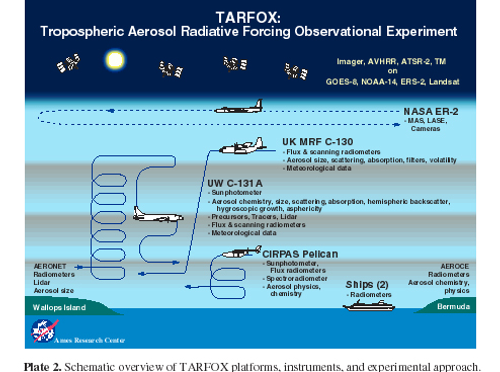 TARFOX:
Tropospheric Aerosol Radiative Forcing Observational Experiment
Imager, AVHRR, ATSR-2, TM
on
GOES-8, NOAA-14, ERS-2, Landsat
NASA ER-2
- MAS, LASE,
Cameras
UK MRF C-130
- Flux & scanning radiometers
- Aerosol size, scattering, absorption, filters, volatility
- Meteorological data
UW C-131A
- Sunphotometer
- Aerosol chemistry, size, scattering, absorption, hemispheric backscatter,
hygroscopic growth, asphericity
- Precursors, Tracers, Lidar
- Flux & scanning radiometers
- Meteorological data
CIRPAS Pelican
- Sunphotometer,
Flux radiometers
- Spectroradiometer
- Aerosol physics,
chemistry
AERONET
Radiometers
Lidar
Aerosol size
Wallops Island
Ships (2)
- Radiometers
AEROCE
Radiometers
Aerosol chemistry,
physics
Bermuda
Ames Research Center
Plate 2. Schematic overview of TARFOX platforms, instruments, and experimental approach.